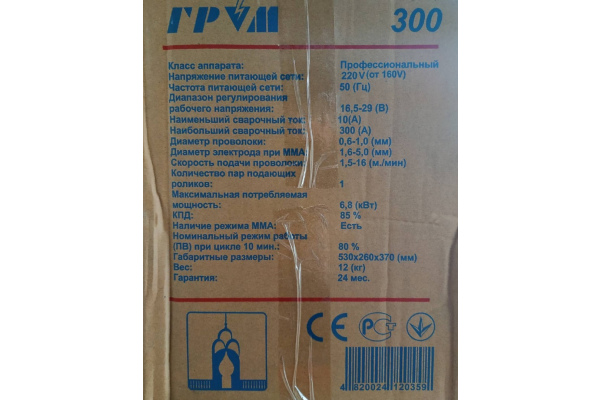 ГРУМ 300
Класс аппарата: Профессиональный
Напряжение питающей сети: 220V (от 160V)
Частота питающей сети: 50 (Гц)
Диапазон регулирования
рабочего напряжения: 16,5-29 (В)
Наименьший сварочный ток: 10(А)
Наибольший сварочный ток: 300 (А)
Диаметр проволоки: 0,6-1,0 (мм)
Диаметр электрода при ММА: 1,6-5,0 (мм)
Скорость подачи проволоки: 1,5-16 (м./мин)
Количество пар подающих
роликов: 1
Максимальная потребляемая
мощность: 6,8 (кВт)
КПД: 85 %
Наличие режима ММА: Есть
Номинальный режим работы
(ПВ) при цикле 10 мин.: 80 %
Габаритные размеры: 530х260х370 (мм)
Вес: 12 (кг)
Гарантия: 24 мес.
CE
4 820024 120359